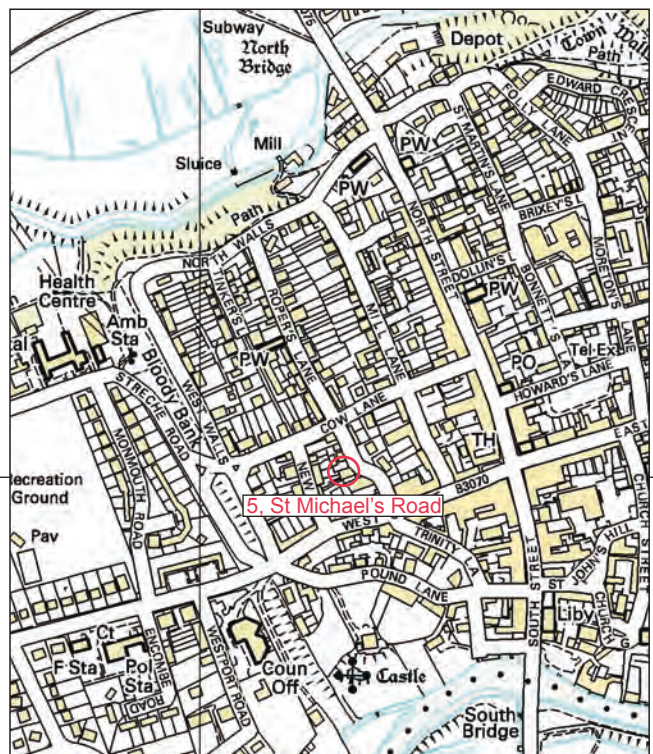 Subway
North
Bridge
3075
Depot
Town Wall
Path
EDWARD CRESC
FOLLY LANE
ST MARTIN'S LANE
Mill
Sluice
PW
PW
NORTH STREET
BRIXEY'S L
Path
NORTH WALLS
DOLLIN'S L
MORETON'S LANE
BONNETT'S LA
Health
Centre
TINKER'S
ROPER'S LANE
MILL LANE
PW
Amb
Sta
PW
PO
Tel Ex
HOWARD'S LANE
Bloody Bank
WEST WALLS
STRECHE ROAD
COW LANE
MONMOUTH ROAD
TH
EAST
ecreation
Ground
NEW
B3070
5, St Michael's Road
WEST
TRINITY LA
CHURCH STREET
Pav
POUND LANE
ST JOHN'S HILL
SOUTH STREET
Liby
CHURCH G
Ct
F Sta
Pol
Sta
ENCOMBE ROAD
WESTPORT ROAD
Coun
Off
Castle
South
Bridge